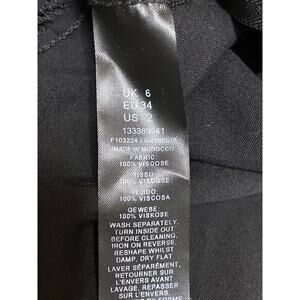 UK 6
EU 34
US 2
MADE IN MOROCCO
FABRIC:
100% VISCOSE
TISSU
100% VISCOSE
TEJIDO:
100% VISCOSA
GEWEBE:
100% VISKOSE
WASH SEPARATELY.
TURN INSIDE OUT
BEFORE CLEANING,
IRON ON REVERSE.
RESHAPE WHILST
DAMP, DRY FLAT
LAVER SÉPARÉMENT,
RETOURNER SUR
L'ENVERS AVANT
LAVAGE. REPASSER
SUR L'ENVERS.